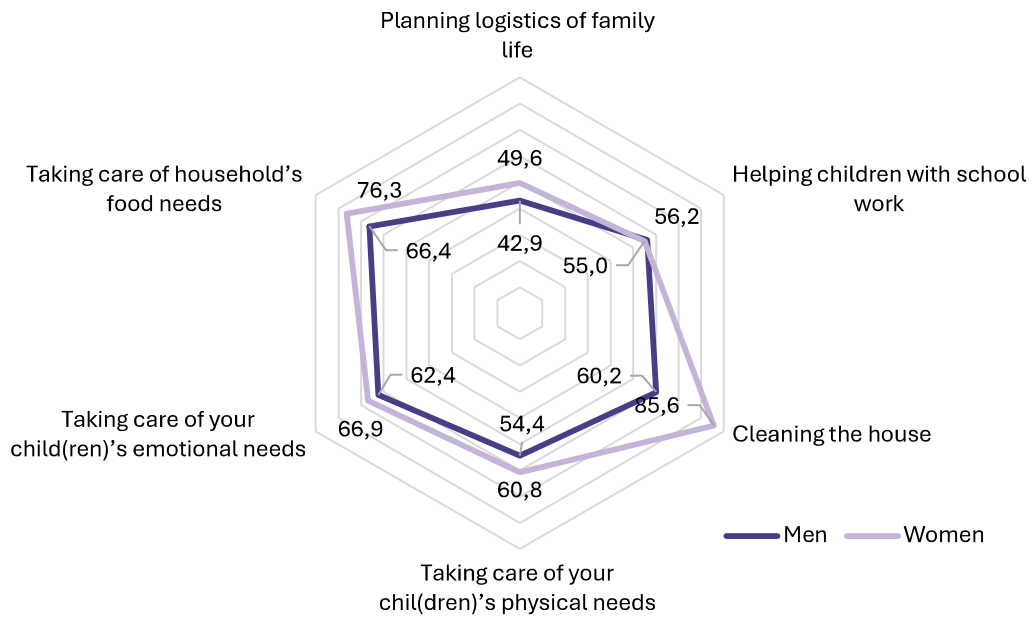 Planning logistics of family
life
49,6
Taking care of household’s
food needs
76,3
Helping children with school
work
56,2
66,4
42,9
55,0
62,4
60,2
85,6
54,4
Taking care of your
child(ren)’s emotional needs
66,9
Cleaning the house
60,8
Men
Women
Taking care of your
chil(dren)’s physical needs